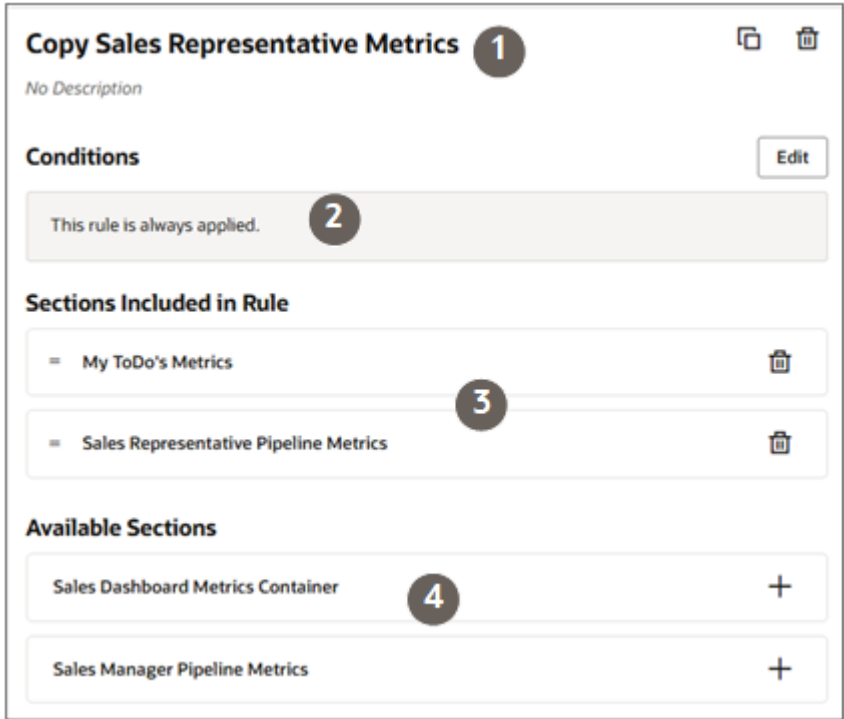 Copy Sales Representative Metrics 1
No Description
Conditions Edit
This rule is always applied. 2
Sections Included in Rule
= My ToDo's Metrics
3
= Sales Representative Pipeline Metrics
Available Sections
Sales Dashboard Metrics Container +
4
Sales Manager Pipeline Metrics +